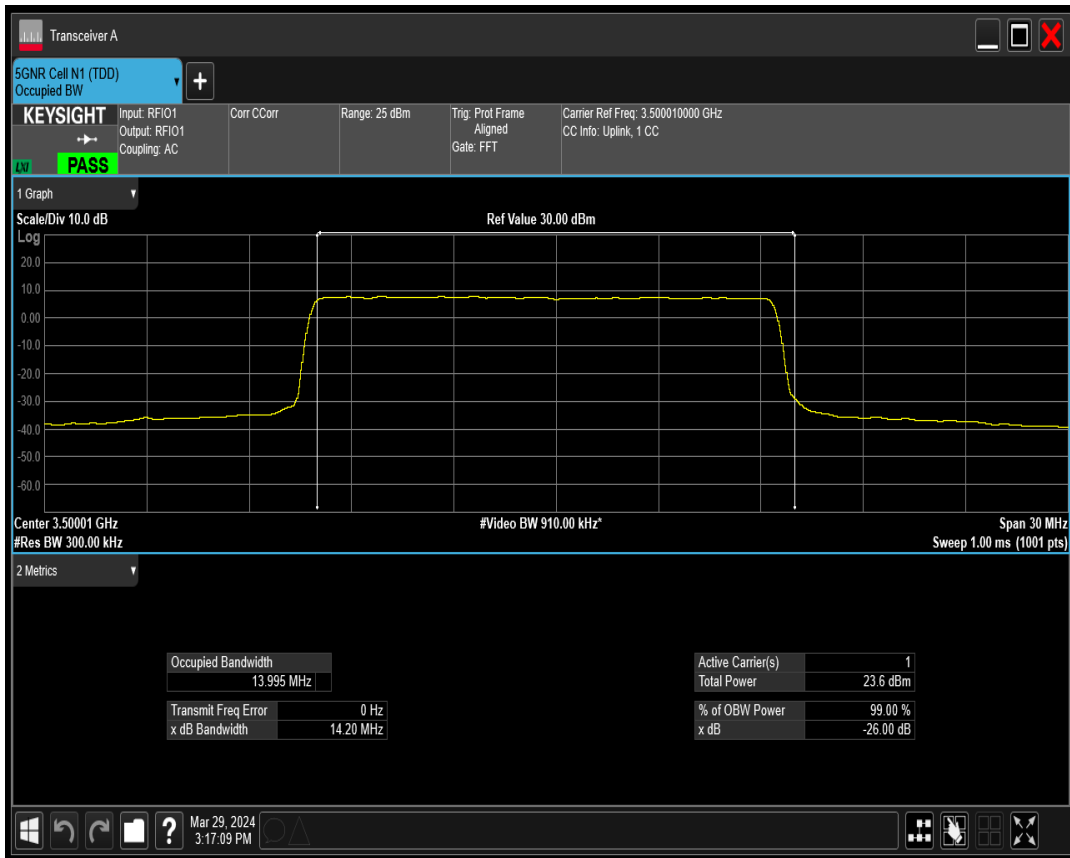 Transceiver A
5GNR Cell N1 (TDD)
Occupied BW
+
KEYSIGHT
LXI
PASS
Input: RFIO1
Output: RFIO1
Coupling: AC
Corr CCorr
Range: 25 dBm
Trig: Prot Frame
Aligned
Gate: FFT
Carrier Ref Freq: 3.500010000 GHz
CC Info: Uplink, 1 CC
1 Graph
Scale/Div 10.0 dB
Ref Value 30.00 dBm
Log
20.0
10.0
0.00
-10.0
-20.0
-30.0
-40.0
-50.0
-60.0
Center 3.50001 GHz
#Video BW 910.00 kHz*
Span 30 MHz
#Res BW 300.00 kHz
Sweep 1.00 ms (1001 pts)
2 Metrics
Occupied Bandwidth
13.995 MHz
Transmit Freq Error 0 Hz
x dB Bandwidth 14.20 MHz
Active Carrier(s) 1
Total Power 23.6 dBm
% of OBW Power 99.00 %
x dB -26.00 dB
?
Mar 29, 2024
3:17:09 PM